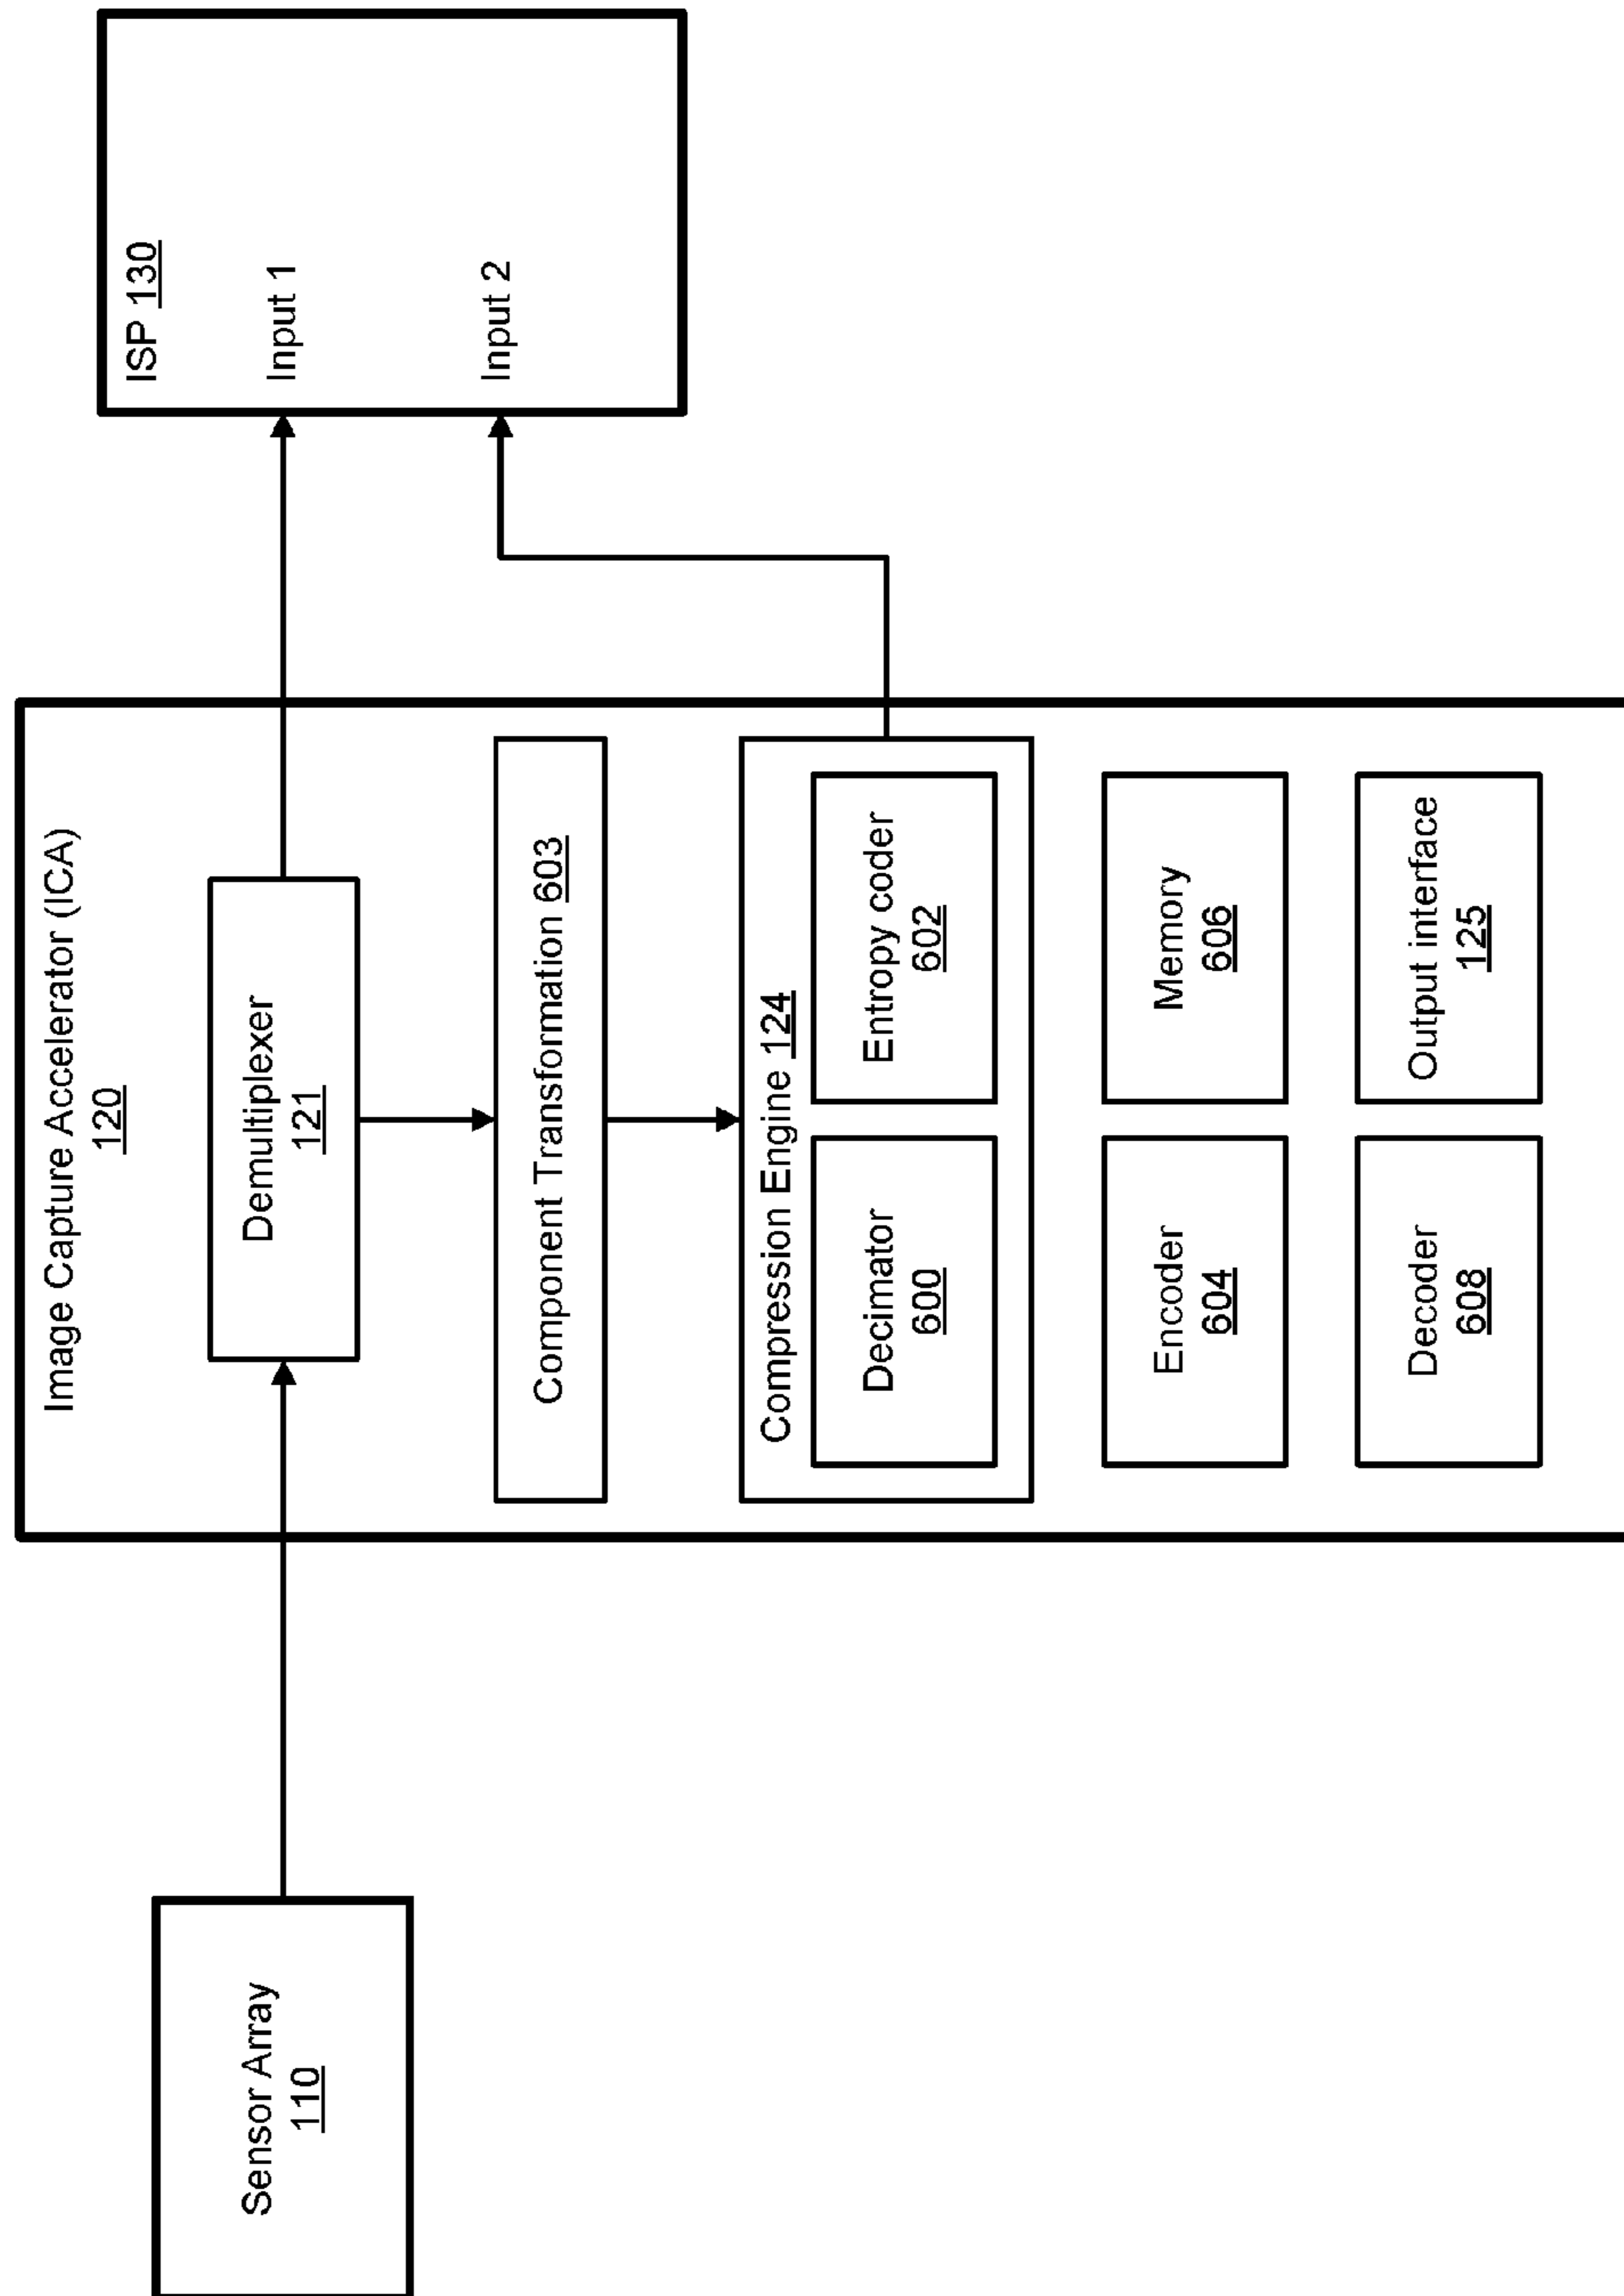 Sensor Array
110
Image Capture Accelerator (ICA)
120
Demultiplexer
121
Component Transformation 603
Compression Engine 124
Decimator
600
Entropy coder
602
Encoder
604
Memory
606
Decoder
608
Output interface
125
ISP 130
Input 1
Input 2